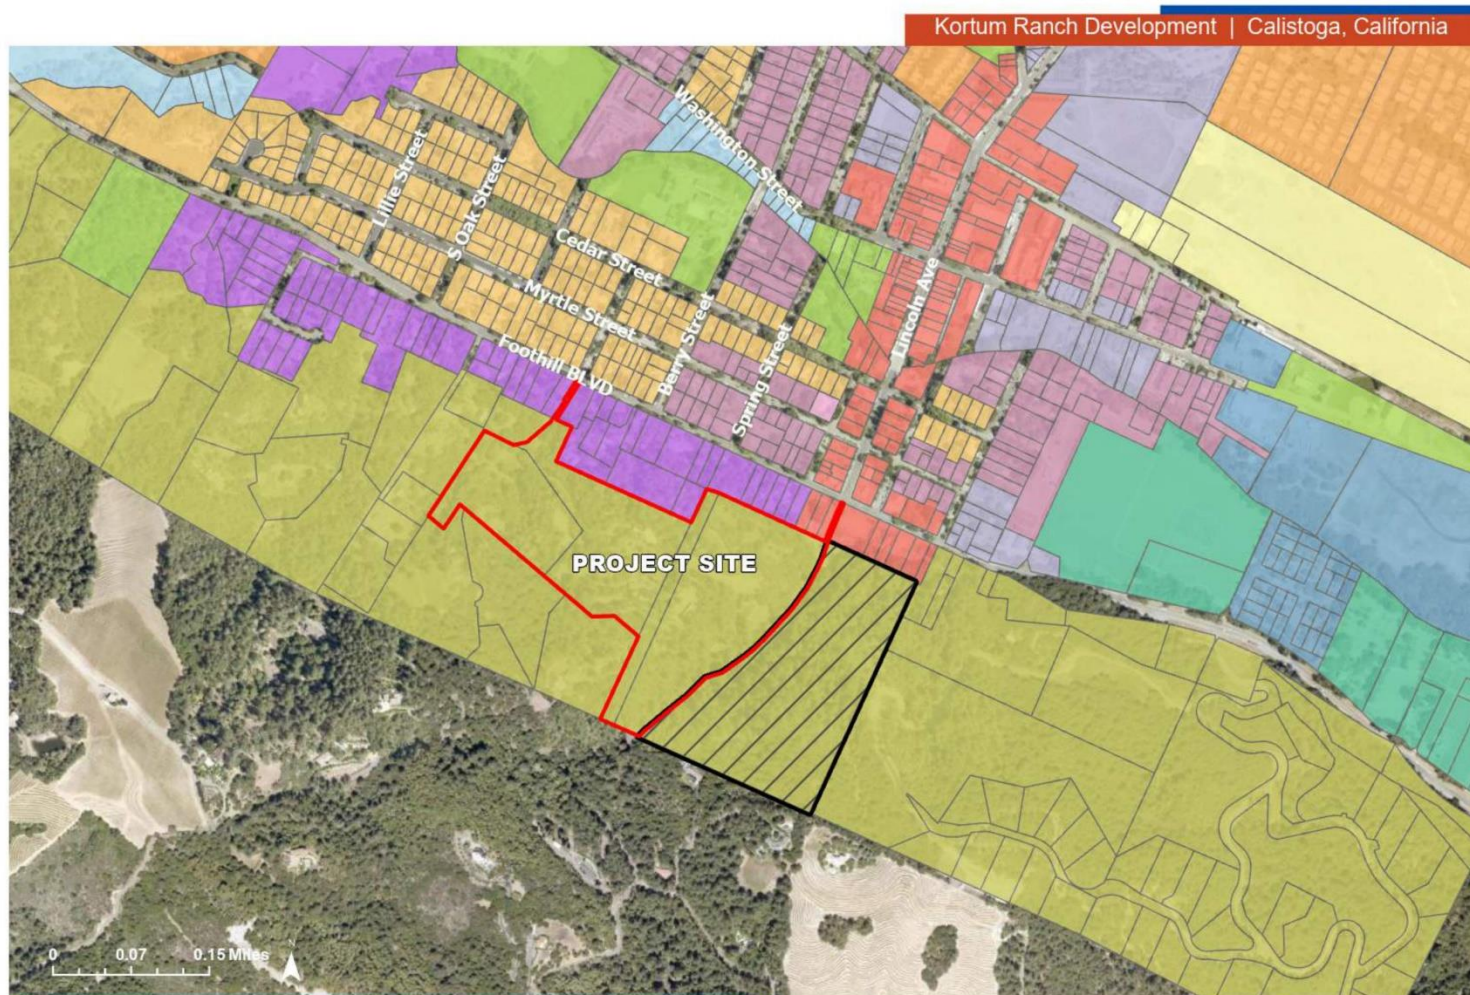 Kortum Ranch Development | Calistoga, California
Washington Street
Lillie Street
S Oak Street
Cedar Street
Myrtle Street
Foothill BLVD
Berry Street
Spring Street
Lincoln Ave
PROJECT SITE
0 0.07 0.15 Miles
N